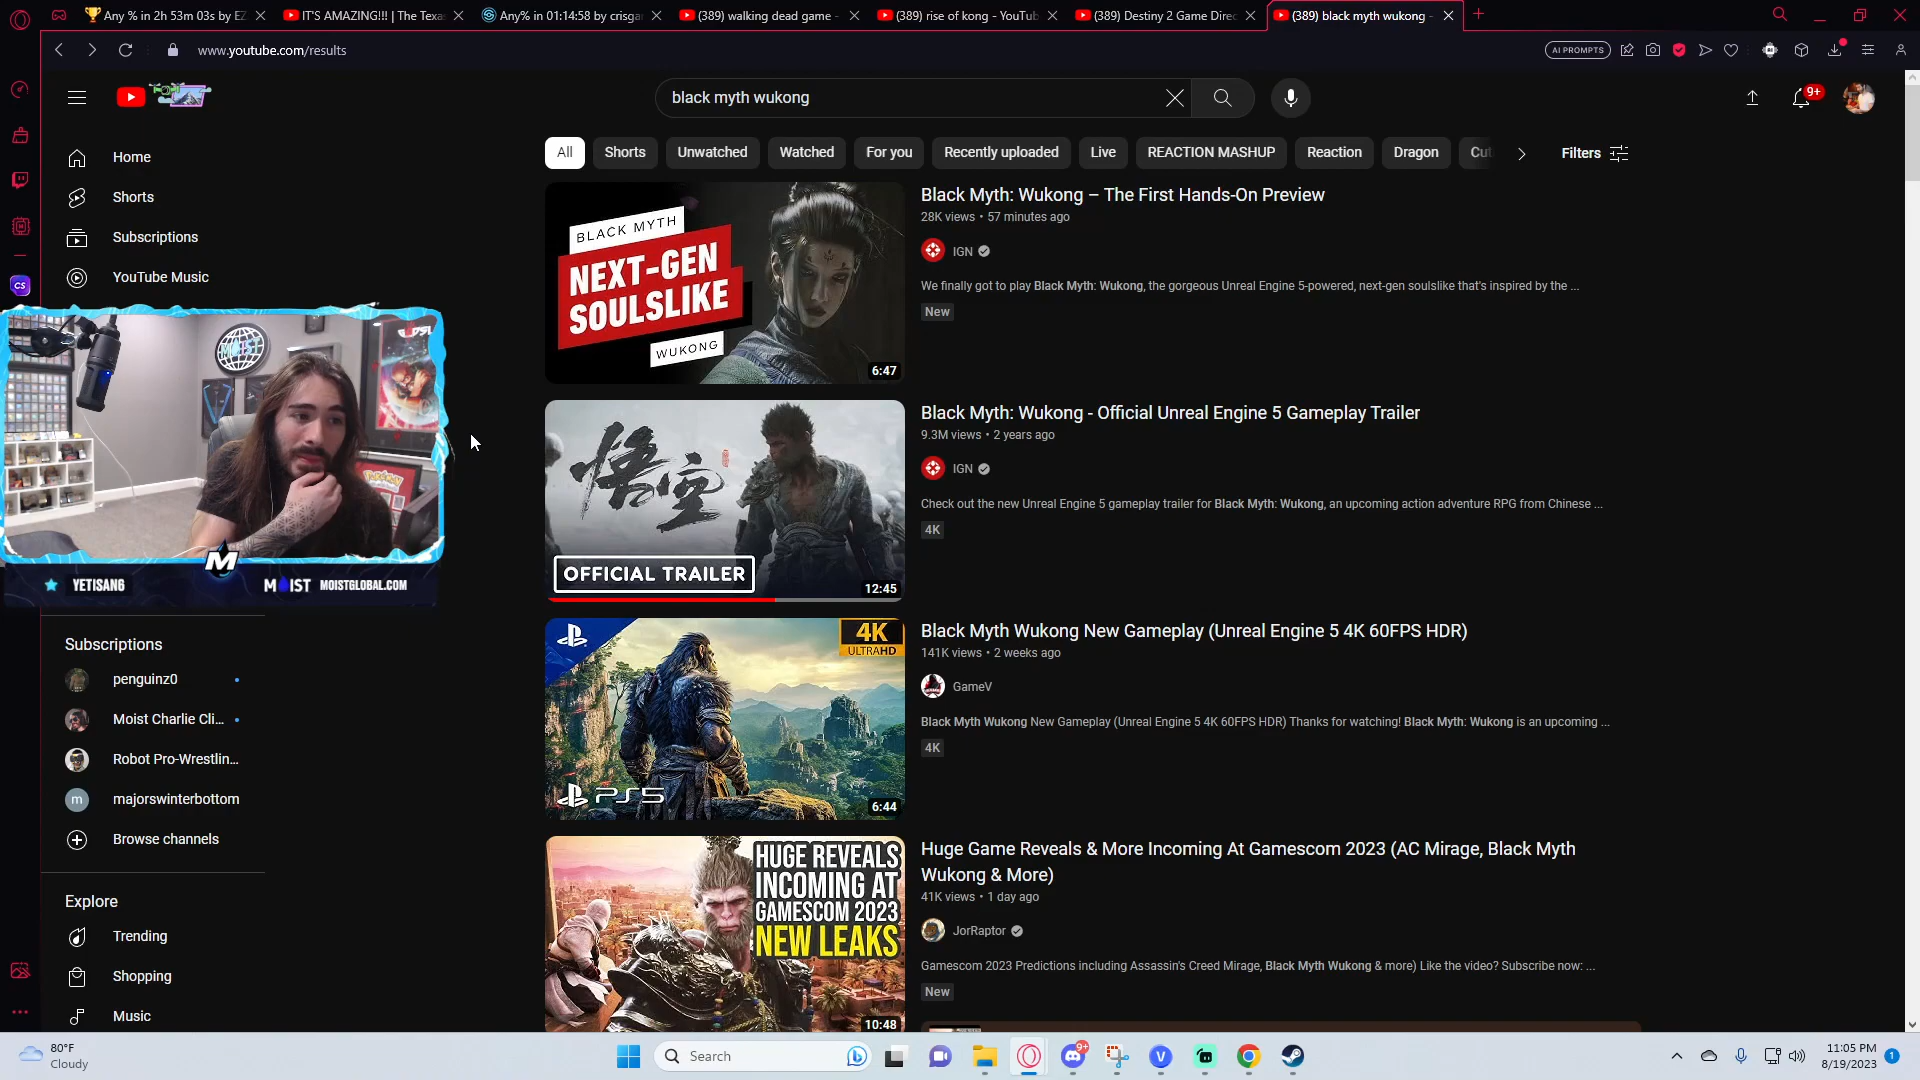 Any % in 2h 53m 03s by EZ
IT'S AMAZING!!! | The Texas
Any% in 01:14:58 by crisgar
(389) walking dead game -
(389) rise of kong - YouTub
(389) Destiny 2 Game Direc
(389) black myth wukong -
www.youtube.com/results
AI PROMPTS
black myth wukong
9+
Home
Shorts
Subscriptions
YouTube Music
All
Shorts
Unwatched
Watched
For you
Recently uploaded
Live
REACTION MASHUP
Reaction
Dragon
Filters
BLACK MYTH
NEXT-GEN
SOULSLIKE
WUKONG
6:47
Black Myth: Wukong – The First Hands-On Preview
28K views • 57 minutes ago
IGN
We finally got to play Black Myth: Wukong, the gorgeous Unreal Engine 5-powered, next-gen soulslike that's inspired by the ...
New
CS
MOIST
YETISAN6
M
MOIST
MOISTGLOBAL.COM
悟空
OFFICIAL TRAILER
12:45
Black Myth: Wukong - Official Unreal Engine 5 Gameplay Trailer
9.3M views • 2 years ago
IGN
Check out the new Unreal Engine 5 gameplay trailer for Black Myth: Wukong, an upcoming action adventure RPG from Chinese ...
4K
4K
ULTRAHD
PS5
6:44
Black Myth Wukong New Gameplay (Unreal Engine 5 4K 60FPS HDR)
141K views • 2 weeks ago
GameV
Black Myth Wukong New Gameplay (Unreal Engine 5 4K 60FPS HDR) Thanks for watching! Black Myth: Wukong is an upcoming ...
4K
Subscriptions
penguinz0
Moist Charlie Cli...
Robot Pro-Wrestlin...
m
majorswinterbottom
Browse channels
Explore
Trending
Shopping
Music
HUGE REVEALS
INCOMING AT
GAMESCOM 2023
NEW LEAKS
10:48
Huge Game Reveals & More Incoming At Gamescom 2023 (AC Mirage, Black Myth
Wukong & More)
41K views • 1 day ago
JorRaptor
Gamescom 2023 Predictions including Assassin's Creed Mirage, Black Myth Wukong & more) Like the video? Subscribe now: ...
New
80°F
Cloudy
Search
9+
11:05 PM
8/19/2023
1